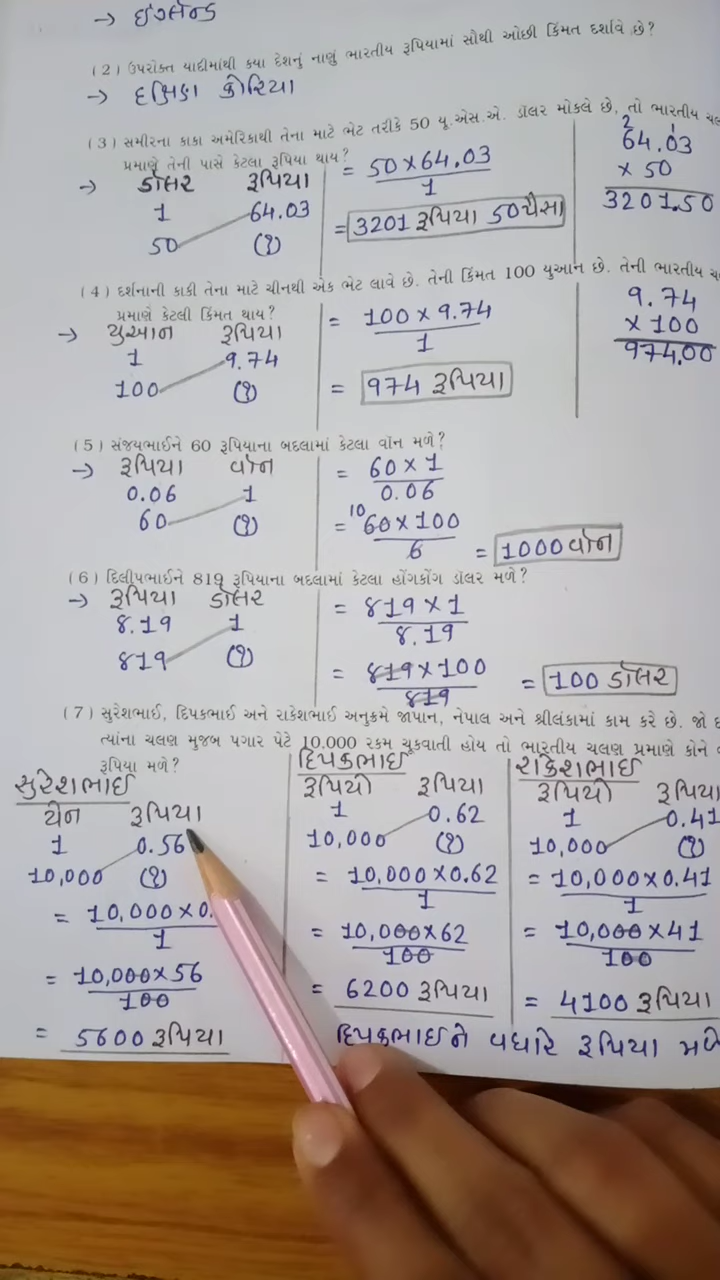 → ઇંગ્લેન્ડ
(2) ઉપરોક્ત યાદીમાંથી કયા દેશનું નાણું ભારતીય રૂપિયામાં સૌથી ઓછી કિંમત દર્શાવે છે?
→ દક્ષિણ કોરિયા
(3) સમીરના કાકા અમેરિકાથી તેના માટે ભેટ તરીકે 50 યૂ.એસ.એ. ડૉલર મોકલે છે, તો ભારતીય
પ્રમાણે તેની પાસે કેટલા રૂપિયા થાય?
→ ડૉલર રૂપિયા
1 64.03
50 (?)
= 50 × 64.03
1
= 3201 રૂપિયા 50 પૈસા
2 1
64.03
× 50
3201.50
(4) દર્શનાની કાકી તેના માટે ચીનથી એક ભેટ લાવે છે. તેની કિંમત 100 યુઆન છે. તેની ભારતીય
પ્રમાણે કેટલી કિંમત થાય?
→ યુઆન રૂપિયા
1 9.74
100 (?)
= 100 × 9.74
1
= 974 રૂપિયા
9.74
× 100
974.00
(5) સંજયભાઈને 60 રૂપિયાના બદલામાં કેટલા વૉન મળે?
→ રૂપિયા વૉન
0.06 1
60 (?)
= 60 × 1
0.06
= 10 60 × 100
6
= 1000 વૉન
(6) દિલીપભાઈને 819 રૂપિયાના બદલામાં કેટલા હોંગકોંગ ડૉલર મળે?
→ રૂપિયા ડૉલર
8.19 1
819 (?)
= 819 × 1
8.19
= 819 × 100
819
= 100 ડૉલર
(7) સુરેશભાઈ, દિપકભાઈ અને રાકેશભાઈ અનુક્રમે જાપાન, નેપાલ અને શ્રીલંકામાં કામ કરે છે. જો
ત્યાંના ચલણ મુજબ પગાર પેટે 10.000 રકમ ચૂકવાતી હોય તો ભારતીય ચલણ પ્રમાણે કોને
રૂપિયા મળે?
સુરેશભાઈ
યેન રૂપિયા
1 0.56
10,000 (?)
= 10,000 × 0.
1
= 10,000 × 56
100
= 5600 રૂપિયા
દિપકભાઈ
રૂપિયો રૂપિયા
1 0.62
10,000 (?)
= 10,000 × 0.62
1
= 10,000 × 62
100
= 6200 રૂપિયા
રાકેશભાઈ
રૂપિયો રૂપિયા
1 0.41
10,000 (?)
= 10,000 × 0.41
1
= 10,000 × 41
100
= 4100 રૂપિયા
દિપકભાઈને વધારે રૂપિયા